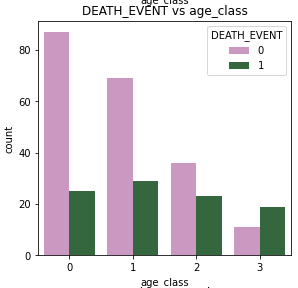 age_class
DEATH_EVENT vs age_class
DEATH_EVENT
0
1
80
60
40
20
0
count
0 1 2 3
age_class